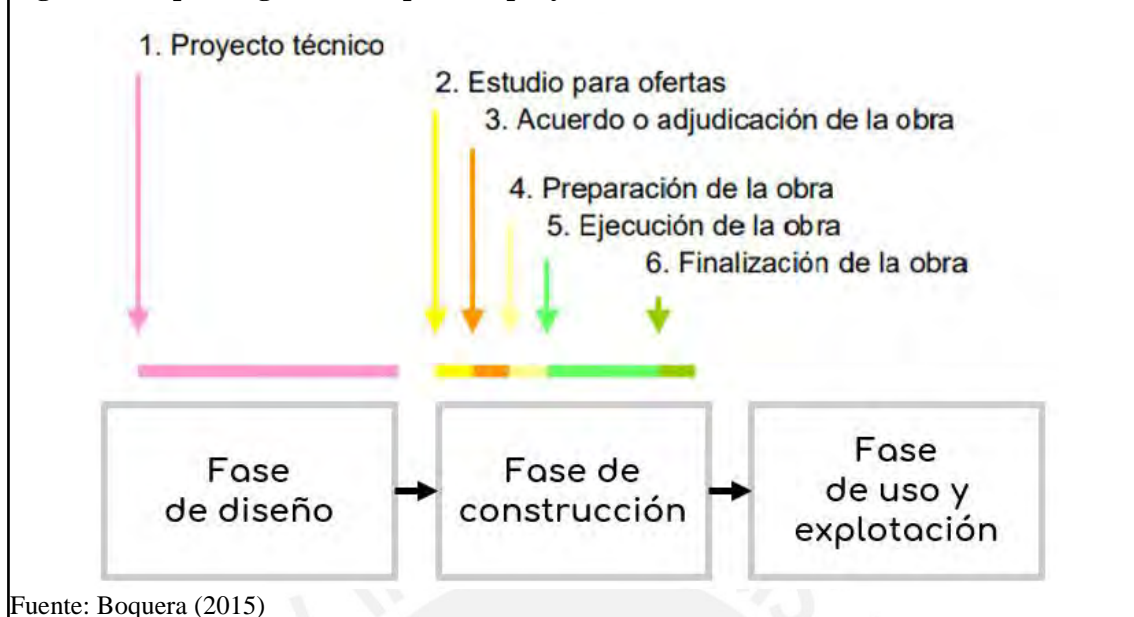 1. Proyecto técnico
2. Estudio para ofertas
3. Acuerdo o adjudicación de la obra
4. Preparación de la obra
5. Ejecución de la obra
6. Finalización de la obra
Fase
de diseño
Fase de
construcción
Fase
de uso y
explotación
Fuente: Boquera (2015)